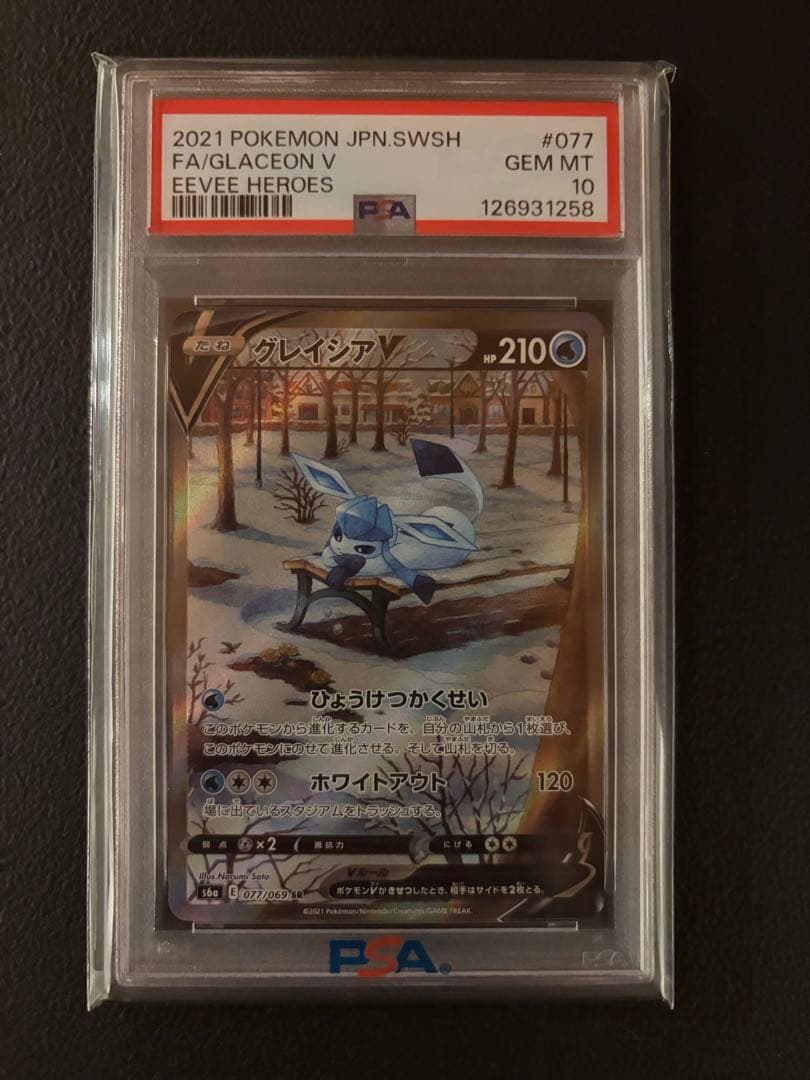 2021 POKEMON JPN.SWSH #077
FA/GLACEON V GEM MT
EEVEE HEROES 10
PSA 126931258
たね グレイシアV HP 210
ひょうけつかくせい
このポケモンから進化するカードを、自分の山札から1枚選び、
このポケモンにのせて進化させる。そして山札を切る。
ホワイトアウト 120
場に出ているスタジアムをトラッシュする。
弱点 ×2 抵抗力 にげる
Illus. Narumi Sato
Vルール
s6a E 077/069 SR ポケモンVがきぜつしたとき、相手はサイドを2枚とる。
©2021 Pokémon/Nintendo/Creatures/GAME FREAK.
PSA®